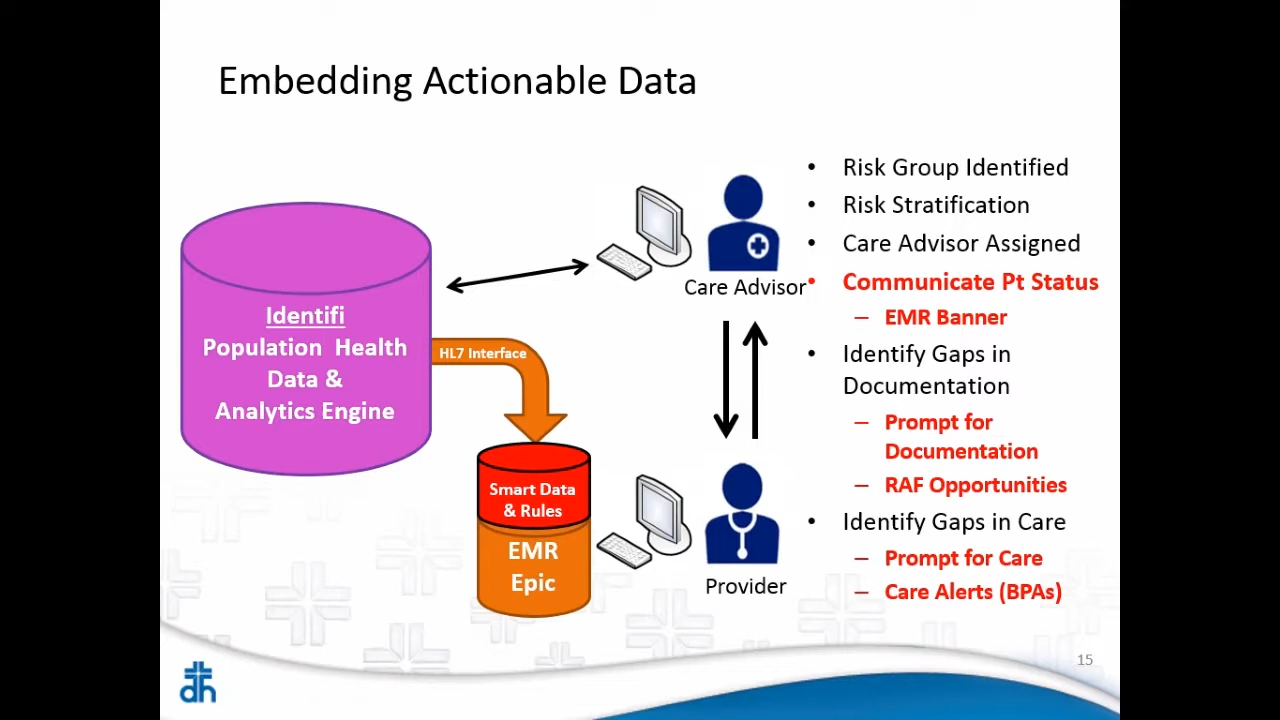 Embedding Actionable Data
Identifi
Population Health
Data &
Analytics Engine
HL7 Interface
Smart Data
& Rules
EMR
Epic
Care Advisor
Provider
• Risk Group Identified
• Risk Stratification
• Care Advisor Assigned
• Communicate Pt Status
– EMR Banner
• Identify Gaps in
Documentation
– Prompt for
Documentation
– RAF Opportunities
• Identify Gaps in Care
– Prompt for Care
– Care Alerts (BPAs)
15
dh